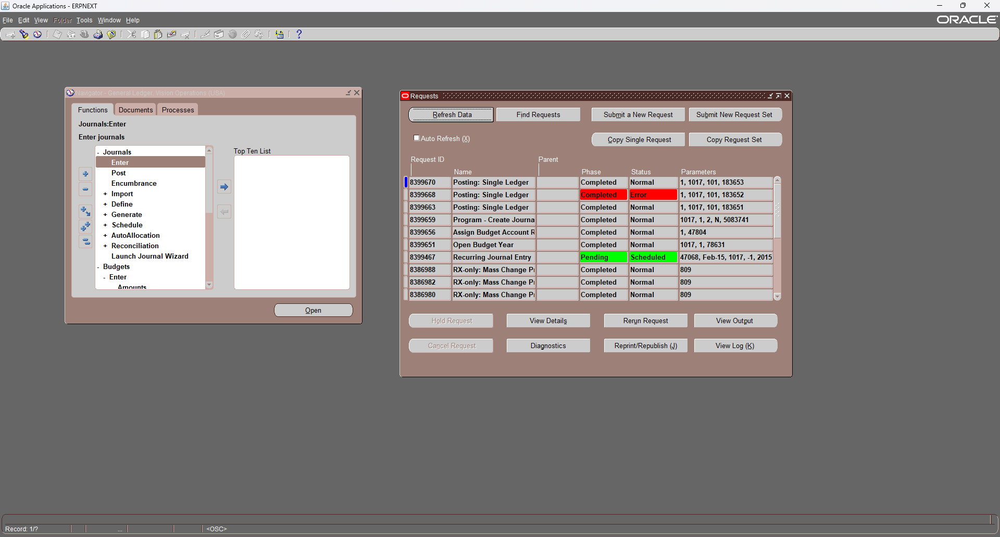 Oracle Applications - ERPNEXT
File Edit View Folder Tools Window Help
ORACLE
Navigator - General Ledger, Vision Operations (USA)
Functions Documents Processes
Journals:Enter
Enter journals
- Journals
Enter
Post
Encumbrance
+ Import
+ Define
+ Generate
+ Schedule
+ AutoAllocation
+ Reconciliation
Launch Journal Wizard
- Budgets
- Enter
Amounts
Top Ten List
Open
Requests
Refresh Data Find Requests Submit a New Request Submit New Request Set
Auto Refresh (X) Copy Single Request Copy Request Set
Request ID Parent
Name Phase Status Parameters
8399670 Posting: Single Ledger Completed Normal 1, 1017, 101, 183653
8399668 Posting: Single Ledger Completed Error 1, 1017, 101, 183652
8399663 Posting: Single Ledger Completed Normal 1, 1017, 101, 183651
8399659 Program - Create Journa Completed Normal 1017, 1, 2, N, 5083741
8399656 Assign Budget Account R Completed Normal 1, 47804
8399651 Open Budget Year Completed Normal 1017, 1, 78631
8399467 Recurring Journal Entry Pending Scheduled 47068, Feb-15, 1017, -1, 2015
8386988 RX-only: Mass Change Pr Completed Normal 809
8386982 RX-only: Mass Change Pr Completed Normal 809
8386980 RX-only: Mass Change Pr Completed Normal 809
Hold Request View Details Rerun Request View Output
Cancel Request Diagnostics Reprint/Republish (J) View Log (K)
Record: 1/? ... <OSC>